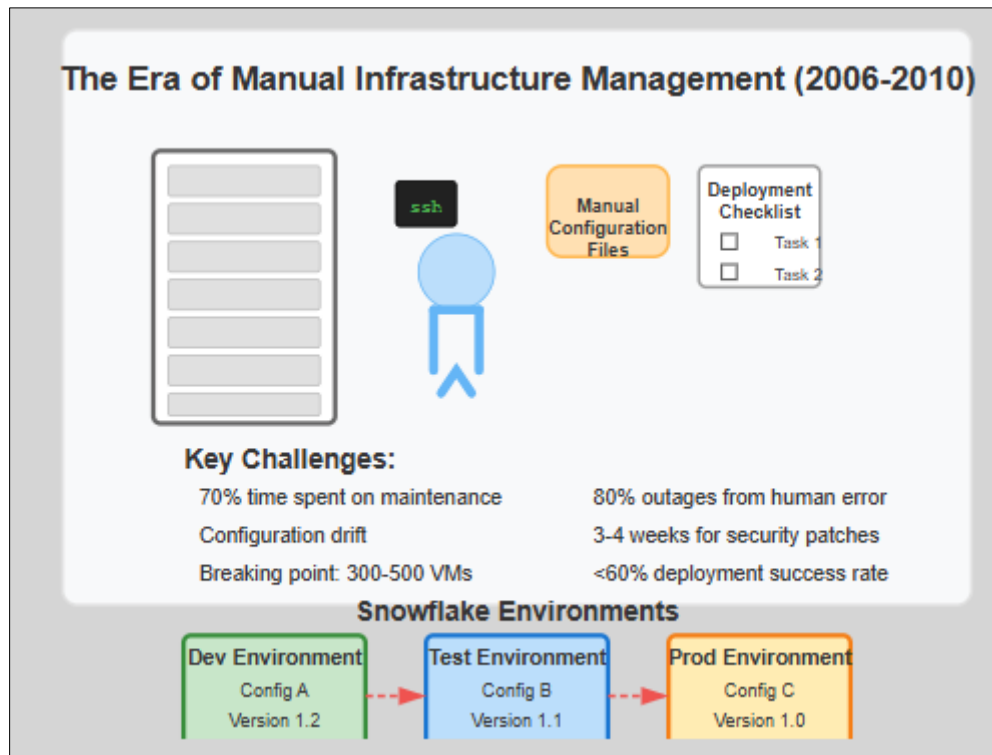 The Era of Manual Infrastructure Management (2006-2010)
ssh
Manual
Configuration
Files
Deployment
Checklist
Task 1
Task 2
Key Challenges:
70% time spent on maintenance
80% outages from human error
Configuration drift
3-4 weeks for security patches
Breaking point: 300-500 VMs
<60% deployment success rate
Snowflake Environments
Dev Environment
Config A
Version 1.2
Test Environment
Config B
Version 1.1
Prod Environment
Config C
Version 1.0